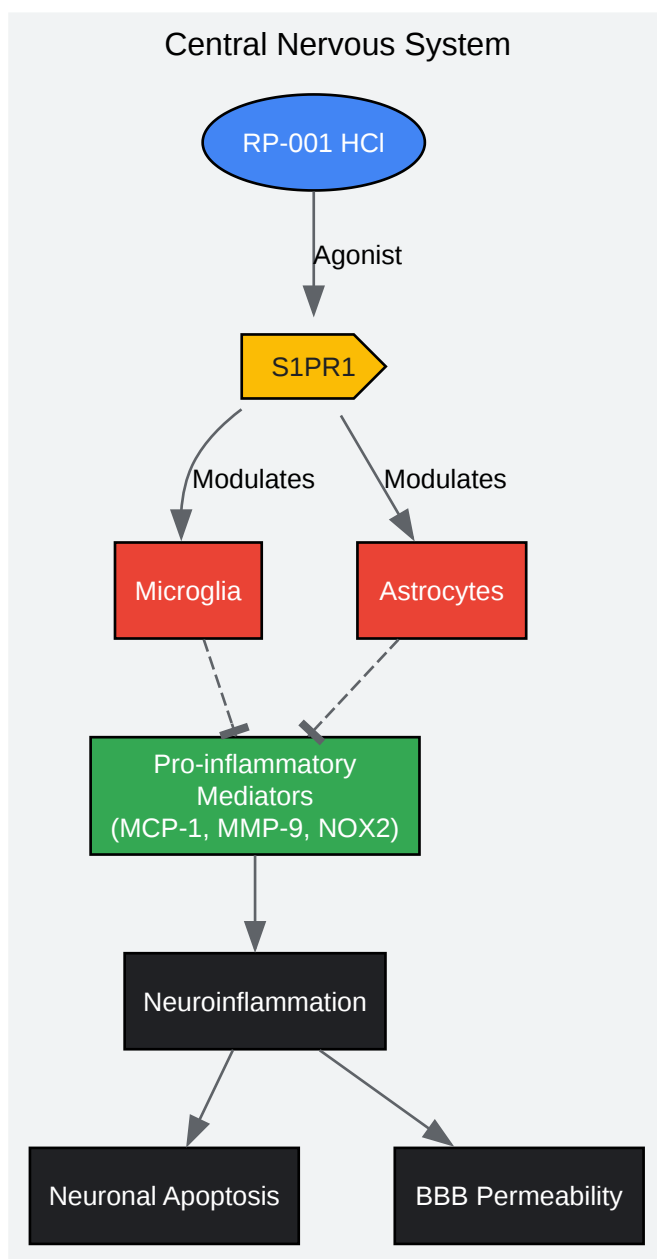 Central Nervous System
RP-001 HCl
Agonist
S1PR1
Modulates
Modulates
Microglia
Astrocytes
Pro-inflammatory
Mediators
(MCP-1, MMP-9, NOX2)
Neuroinflammation
Neuronal Apoptosis
BBB Permeability